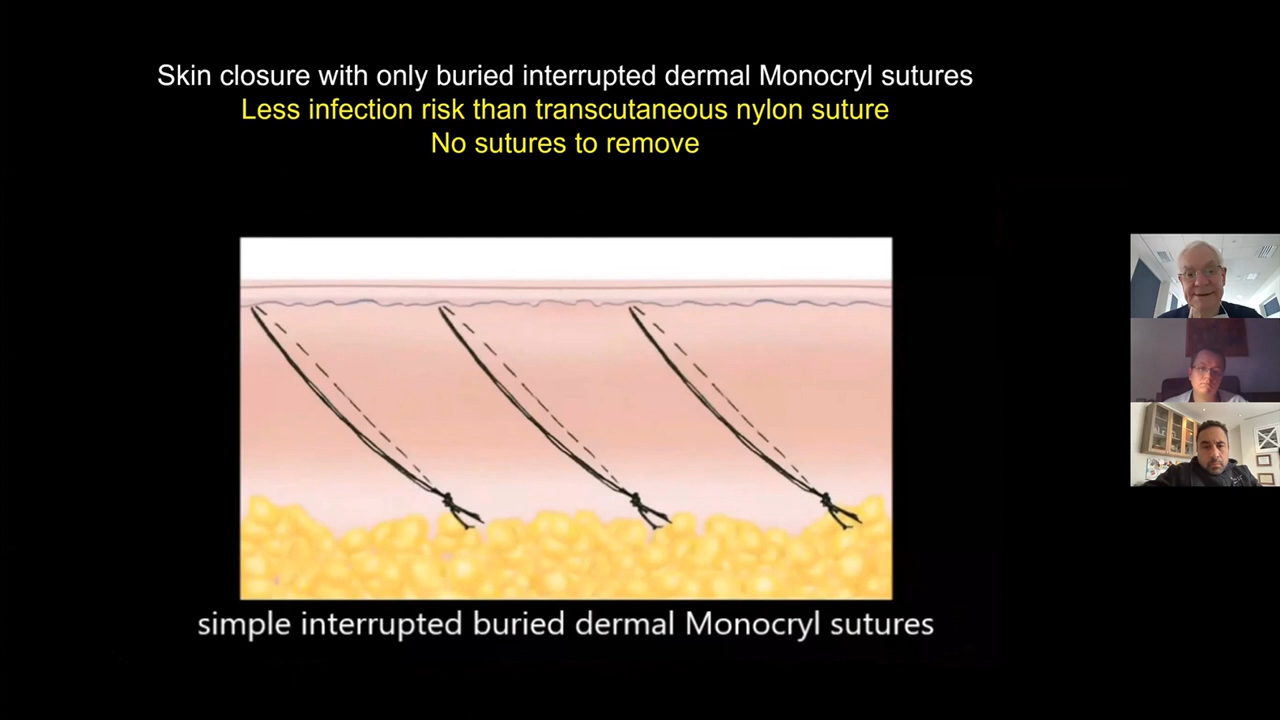 Skin closure with only buried interrupted dermal Monocryl sutures
Less infection risk than transcutaneous nylon suture
No sutures to remove
simple interrupted buried dermal Monocryl sutures